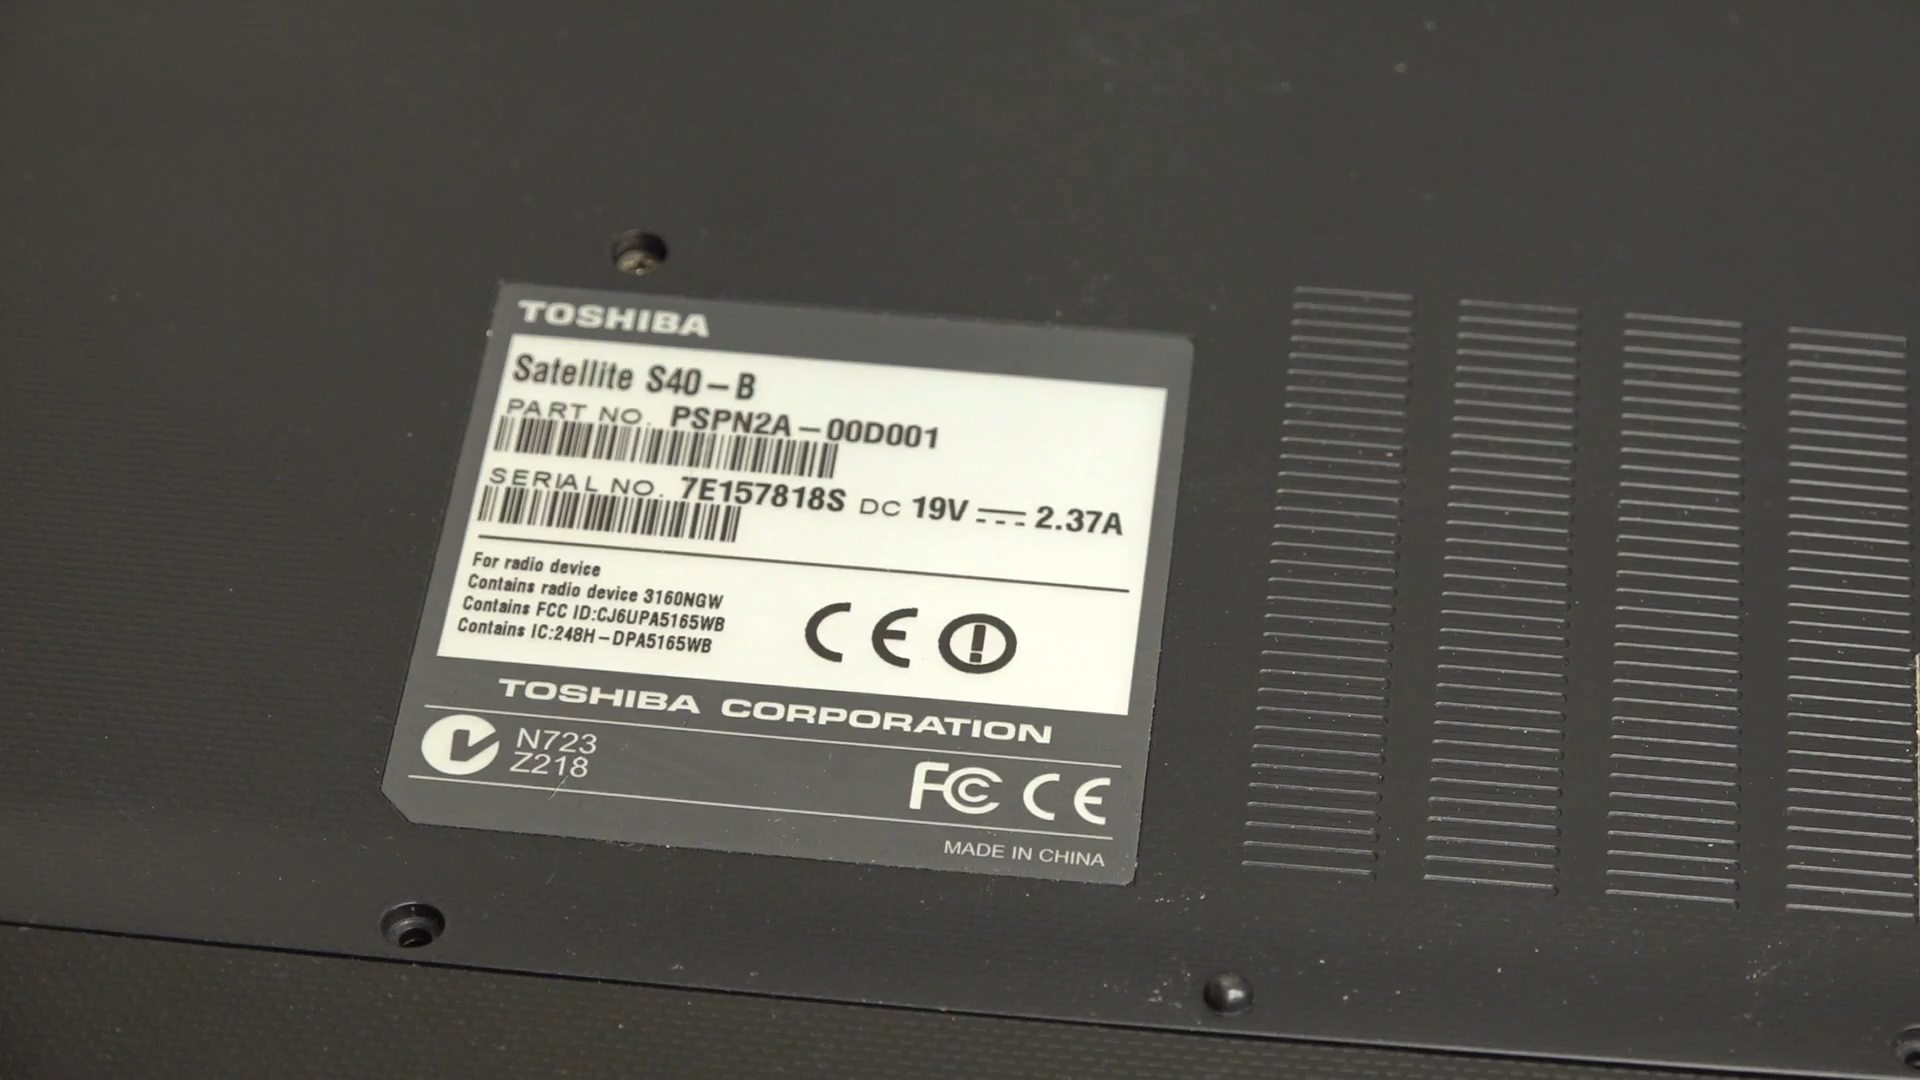 TOSHIBA
Satellite S40-B
PART NO. PSPN2A-00D001
SERIAL NO. 7E157818S DC 19V 2.37A
For radio device
Contains radio device 3160NGW
Contains FCC ID:CJ6UPA5165WB
Contains IC:248H-DPA5165WB
CE
TOSHIBA CORPORATION
N723
Z218
FC CE
MADE IN CHINA